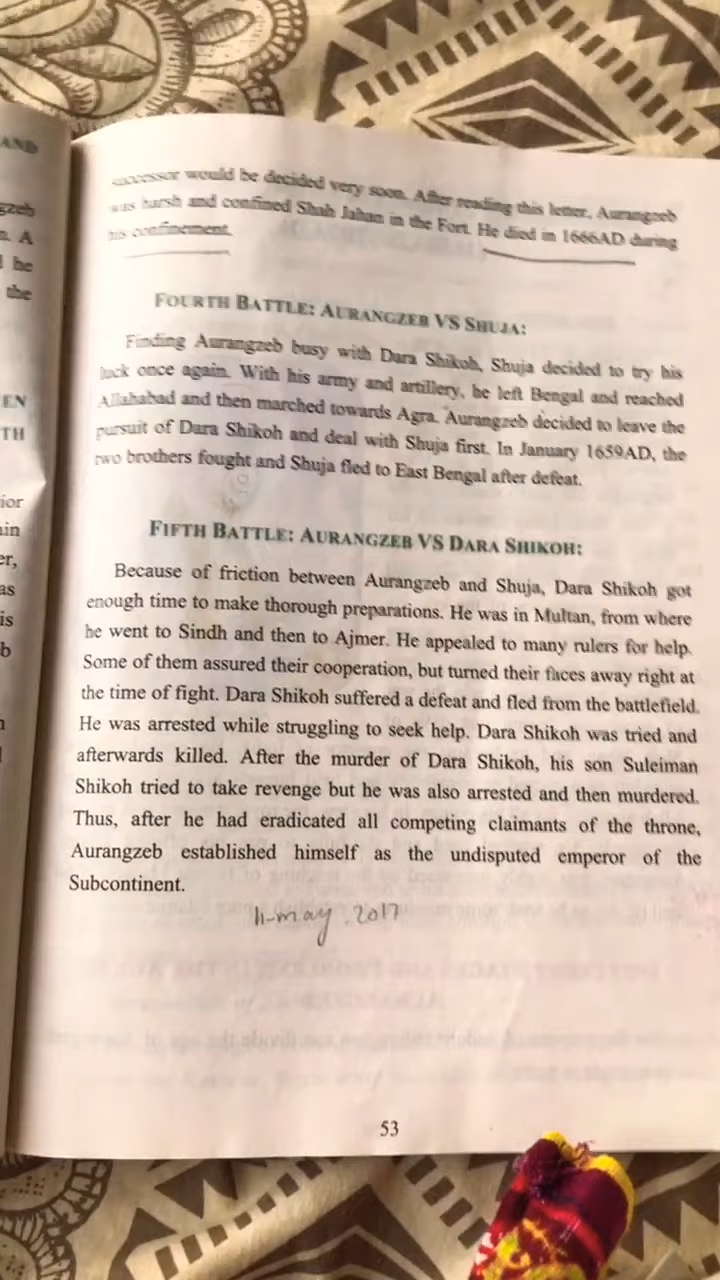 AND
gzeb
n. A
he
the
EN
TH
ior
ain
er,
as
is
b
successor would be decided very soon. After reading this letter, Aurangzeb
was harsh and confined Shah Jahan in the Fort. He died in 1666AD during
his confinement.
FOURTH BATTLE: AURANGZEB VS SHUJA:
Finding Aurangzeb busy with Dara Shikoh, Shuja decided to try his
luck once again. With his army and artillery, he left Bengal and reached
Allahabad and then marched towards Agra. Aurangzeb decided to leave the
pursuit of Dara Shikoh and deal with Shuja first. In January 1659AD, the
two brothers fought and Shuja fled to East Bengal after defeat.
FIFTH BATTLE: AURANGZEB VS DARA SHIKOH:
Because of friction between Aurangzeb and Shuja, Dara Shikoh got
enough time to make thorough preparations. He was in Multan, from where
he went to Sindh and then to Ajmer. He appealed to many rulers for help.
Some of them assured their cooperation, but turned their faces away right at
the time of fight. Dara Shikoh suffered a defeat and fled from the battlefield.
He was arrested while struggling to seek help. Dara Shikoh was tried and
afterwards killed. After the murder of Dara Shikoh, his son Suleiman
Shikoh tried to take revenge but he was also arrested and then murdered.
Thus, after he had eradicated all competing claimants of the throne,
Aurangzeb established himself as the undisputed emperor of the
Subcontinent.
11-may.2017
53